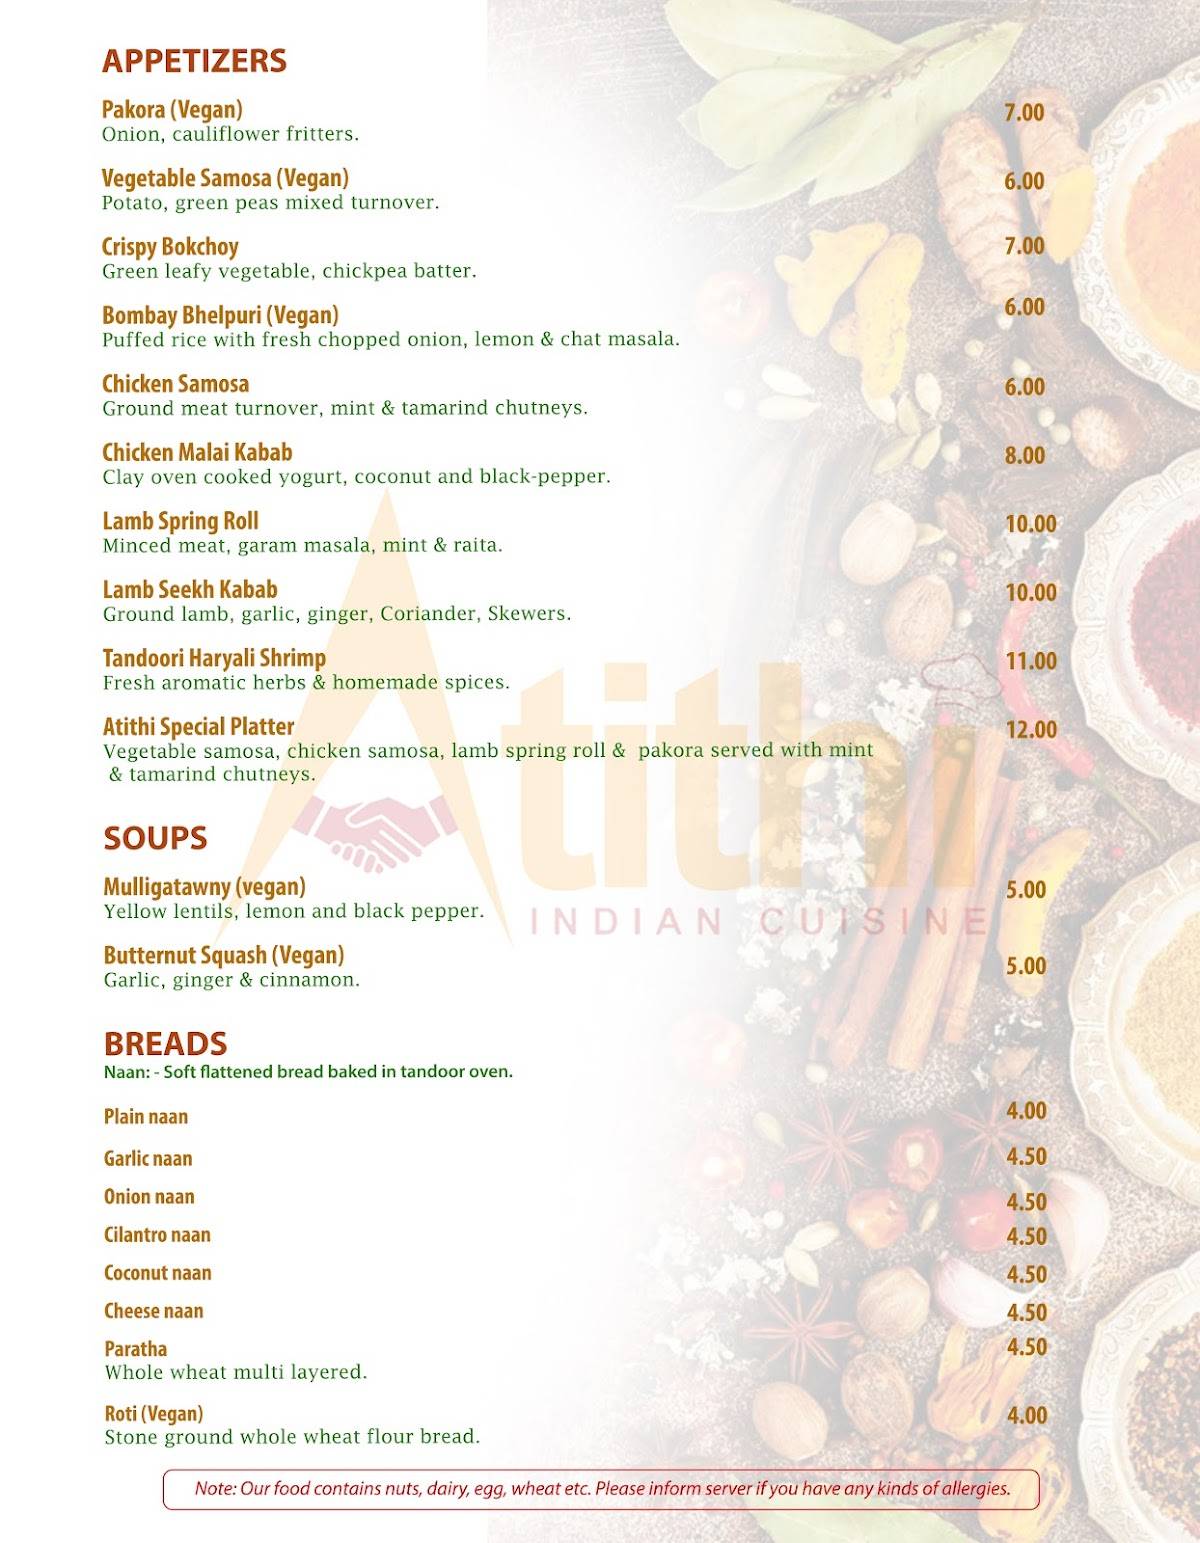 APPETIZERS
Pakora (Vegan) 7.00
Onion, cauliflower fritters.
Vegetable Samosa (Vegan) 6.00
Potato, green peas mixed turnover.
Crispy Bokchoy 7.00
Green leafy vegetable, chickpea batter.
Bombay Bhelpuri (Vegan) 6.00
Puffed rice with fresh chopped onion, lemon & chat masala.
Chicken Samosa 6.00
Ground meat turnover, mint & tamarind chutneys.
Chicken Malai Kabab 8.00
Clay oven cooked yogurt, coconut and black-pepper.
Lamb Spring Roll 10.00
Minced meat, garam masala, mint & raita.
Lamb Seekh Kabab 10.00
Ground lamb, garlic, ginger, Coriander, Skewers.
Tandoori Haryali Shrimp 11.00
Fresh aromatic herbs & homemade spices.
Atithi Special Platter 12.00
Vegetable samosa, chicken samosa, lamb spring roll & pakora served with mint
& tamarind chutneys.
Atithi
INDIAN CUISINE
SOUPS
Mulligatawny (vegan) 5.00
Yellow lentils, lemon and black pepper.
Butternut Squash (Vegan) 5.00
Garlic, ginger & cinnamon.
BREADS
Naan: - Soft flattened bread baked in tandoor oven.
Plain naan 4.00
Garlic naan 4.50
Onion naan 4.50
Cilantro naan 4.50
Coconut naan 4.50
Cheese naan 4.50
Paratha 4.50
Whole wheat multi layered.
Roti (Vegan) 4.00
Stone ground whole wheat flour bread.
Note: Our food contains nuts, dairy, egg, wheat etc. Please inform server if you have any kinds of allergies.